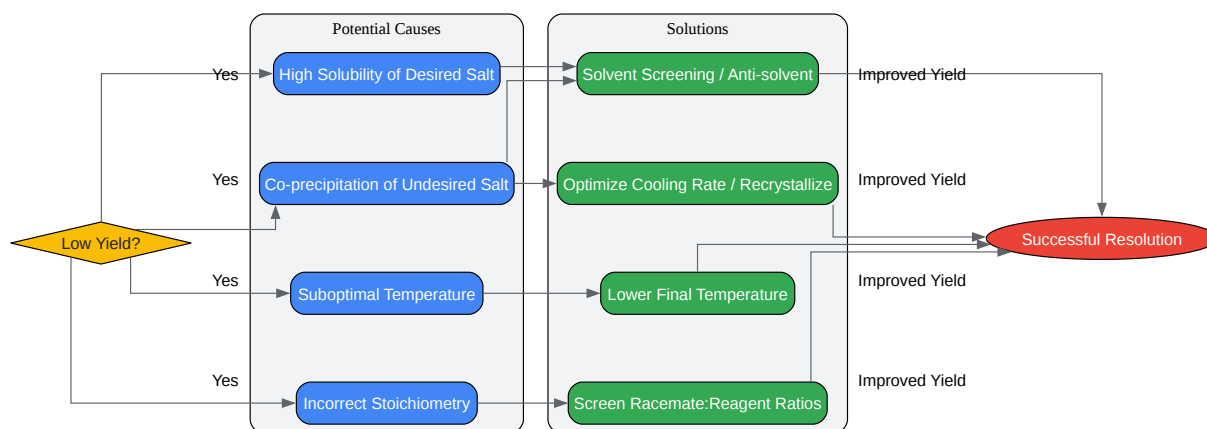 Potential Causes
Solutions
Yes
High Solubility of Desired Salt
Solvent Screening / Anti-solvent
Improved Yield
Yes
Co-precipitation of Undesired Salt
Optimize Cooling Rate / Recrystallize
Improved Yield
Low Yield?
Successful Resolution
Yes
Suboptimal Temperature
Lower Final Temperature
Improved Yield
Yes
Incorrect Stoichiometry
Screen Racemate:Reagent Ratios
Improved Yield